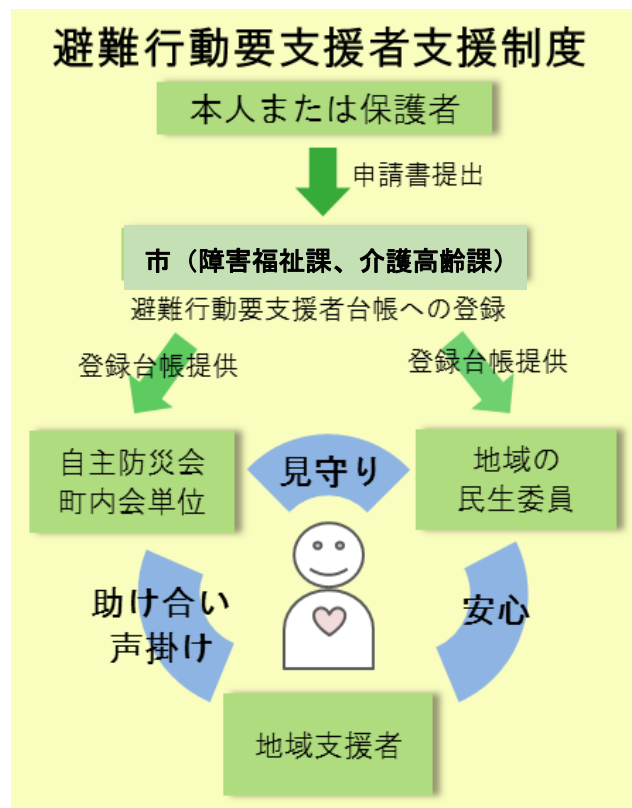 避難行動要支援者支援制度
本人または保護者
申請書提出
市（障害福祉課、介護高齢課）
避難行動要支援者台帳への登録
登録台帳提供
登録台帳提供
自主防災会
町内会単位
見守り
地域の
民生委員
助け合い
声掛け
安心
地域支援者